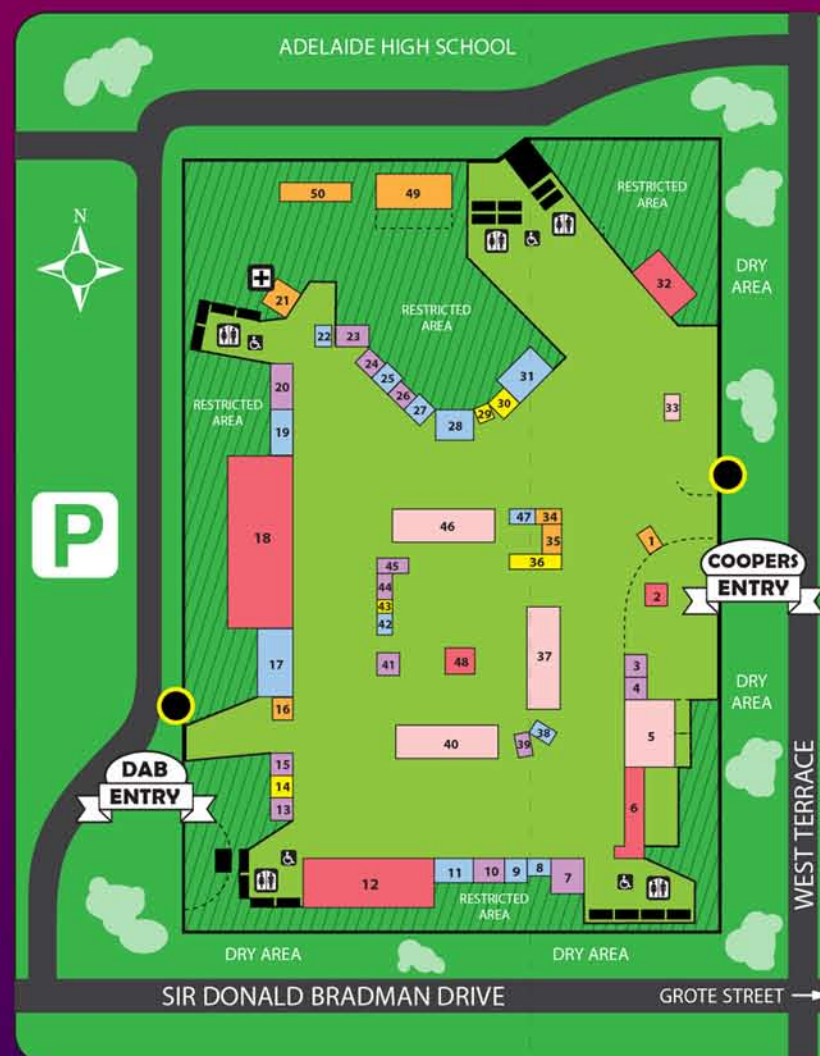 ADELAIDE HIGH SCHOOL
N
50
49
RESTRICTED
AREA
32
DRY
AREA
21
22
23
RESTRICTED
AREA
24
25
26
27
28
29
30
31
20
RESTRICTED
AREA
19
33
18
46
47
34
35
36
1
P
COOPERS
ENTRY
2
45
44
43
42
41
48
37
3
4
17
16
DRY
AREA
5
40
39
38
DAB
ENTRY
15
14
13
6
12
11
10
9
8
7
RESTRICTED
AREA
WEST TERRACE
DRY AREA
DRY AREA
SIR DONALD BRADMAN DRIVE
GROTE STREET